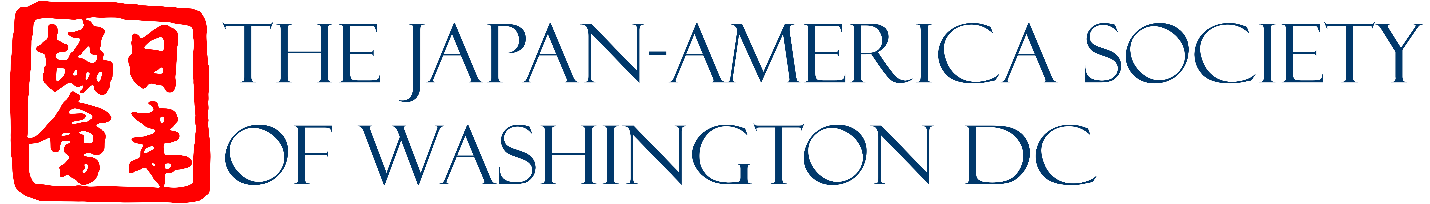 日米
協會
THE JAPAN-AMERICA SOCIETY
OF WASHINGTON DC